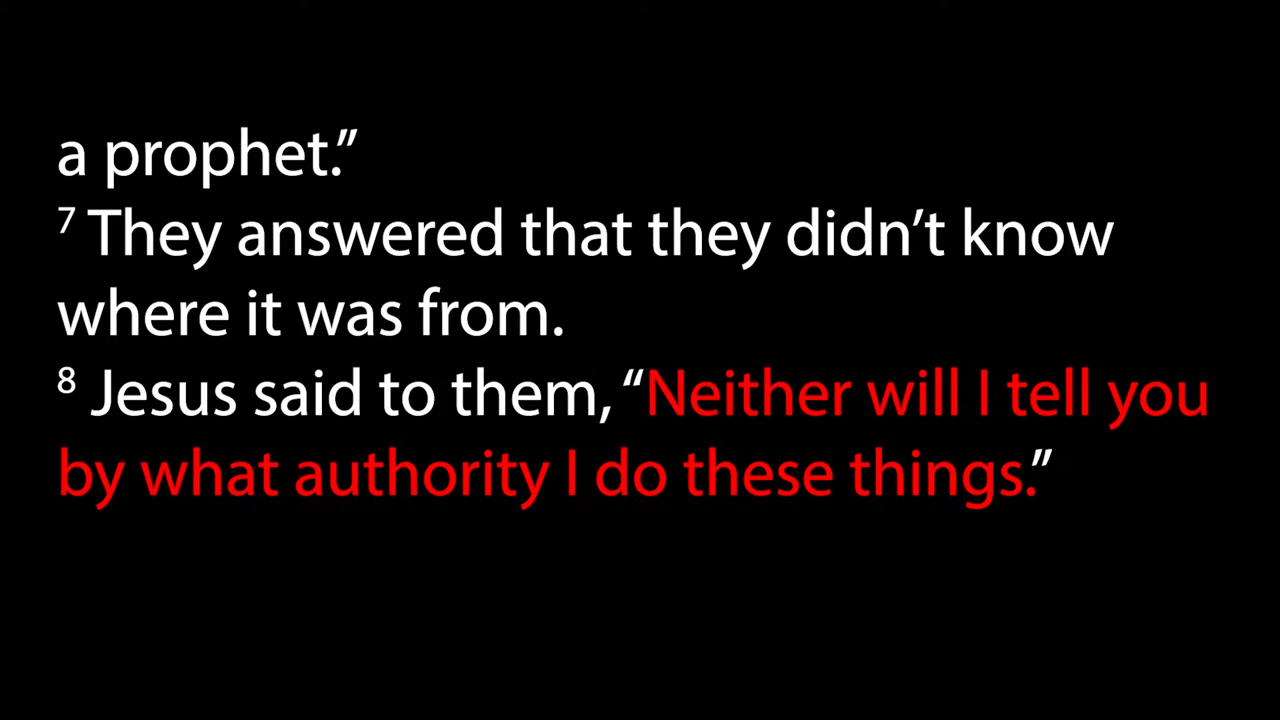 a prophet.”
⁷ They answered that they didn’t know
where it was from.
⁸ Jesus said to them, “Neither will I tell you
by what authority I do these things.”